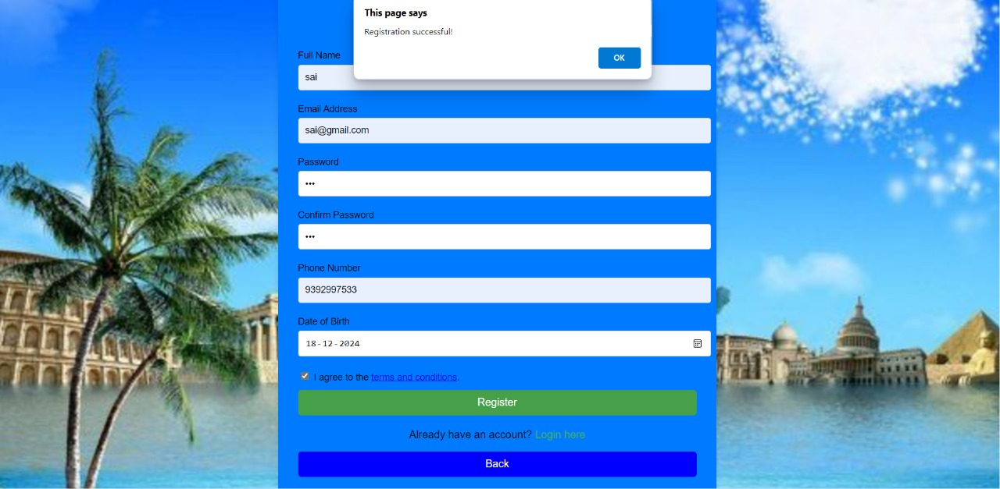 This page says
Registration successful!
OK
Full Name
sai
Email Address
sai@gmail.com
Password
•••
Confirm Password
•••
Phone Number
9392997533
Date of Birth
18-12-2024
I agree to the terms and conditions.
Register
Already have an account? Login here
Back